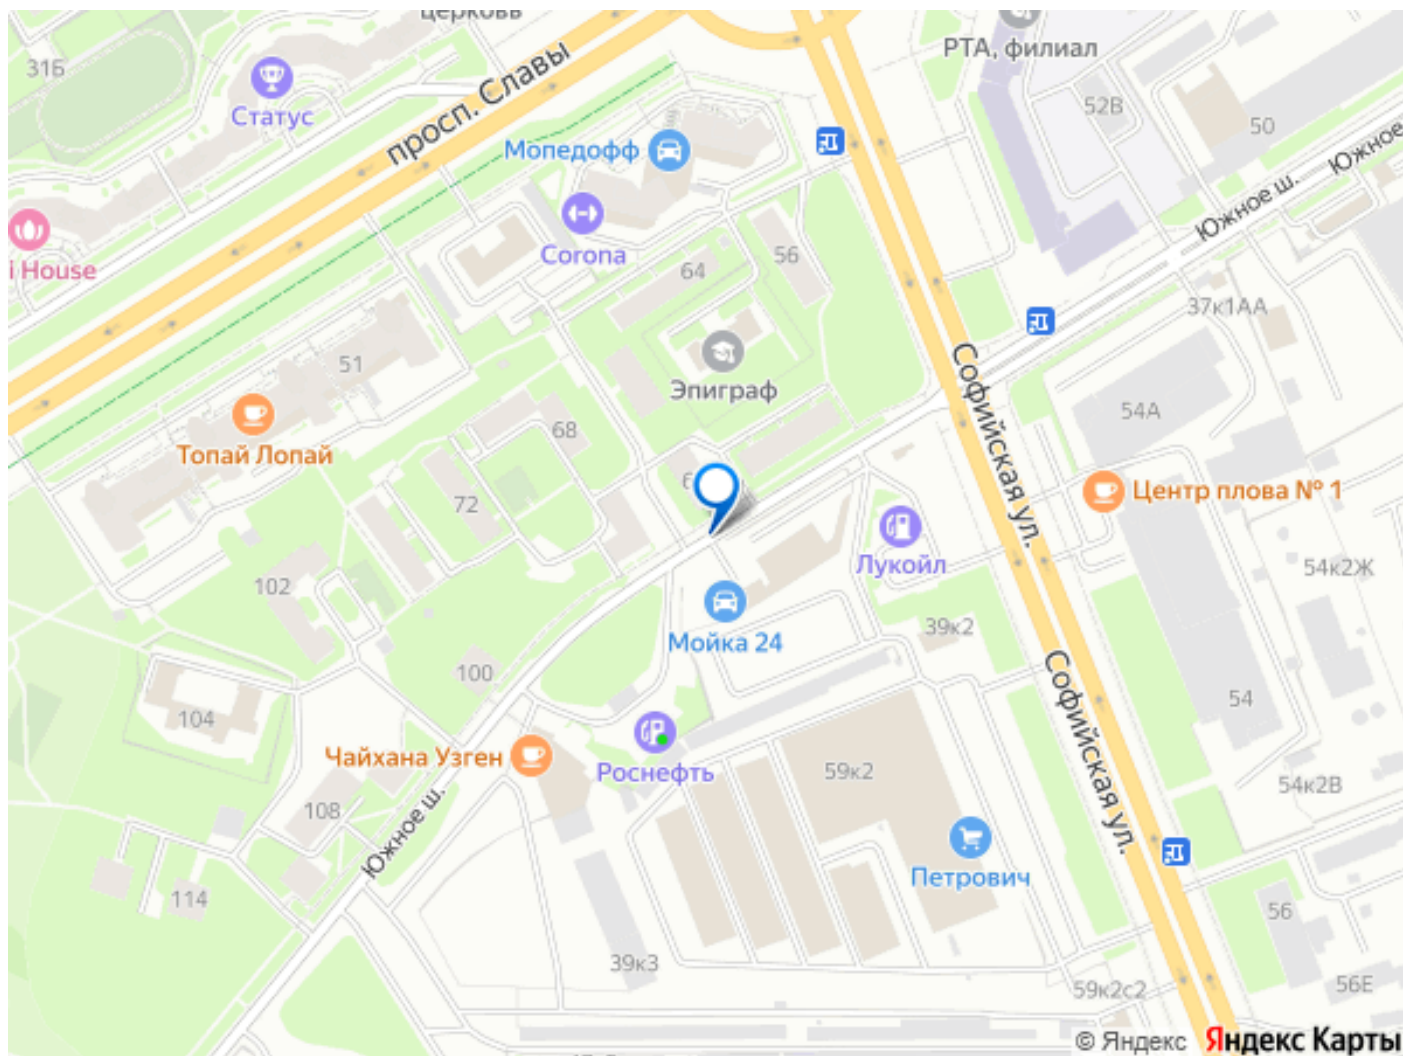 церковь
31Б
Статус
просп. Славы
РТА, филиал
52В
50
Южное
Южное ш.
Мопедофф
Corona
i House
64
56
37к1АА
51
Эпиграф
Софийская ул.
54А
Топай Лопай
68
72
Центр плова № 1
Лукойл
54к2Ж
102
39к2
Мойка 24
100
104
54
Софийская ул.
Чайхана Узген
Роснефть
59к2
54к2В
108
Южное ш.
Петрович
114
56
39к3
59к2с2
56Е
© Яндекс Яндекс Карты